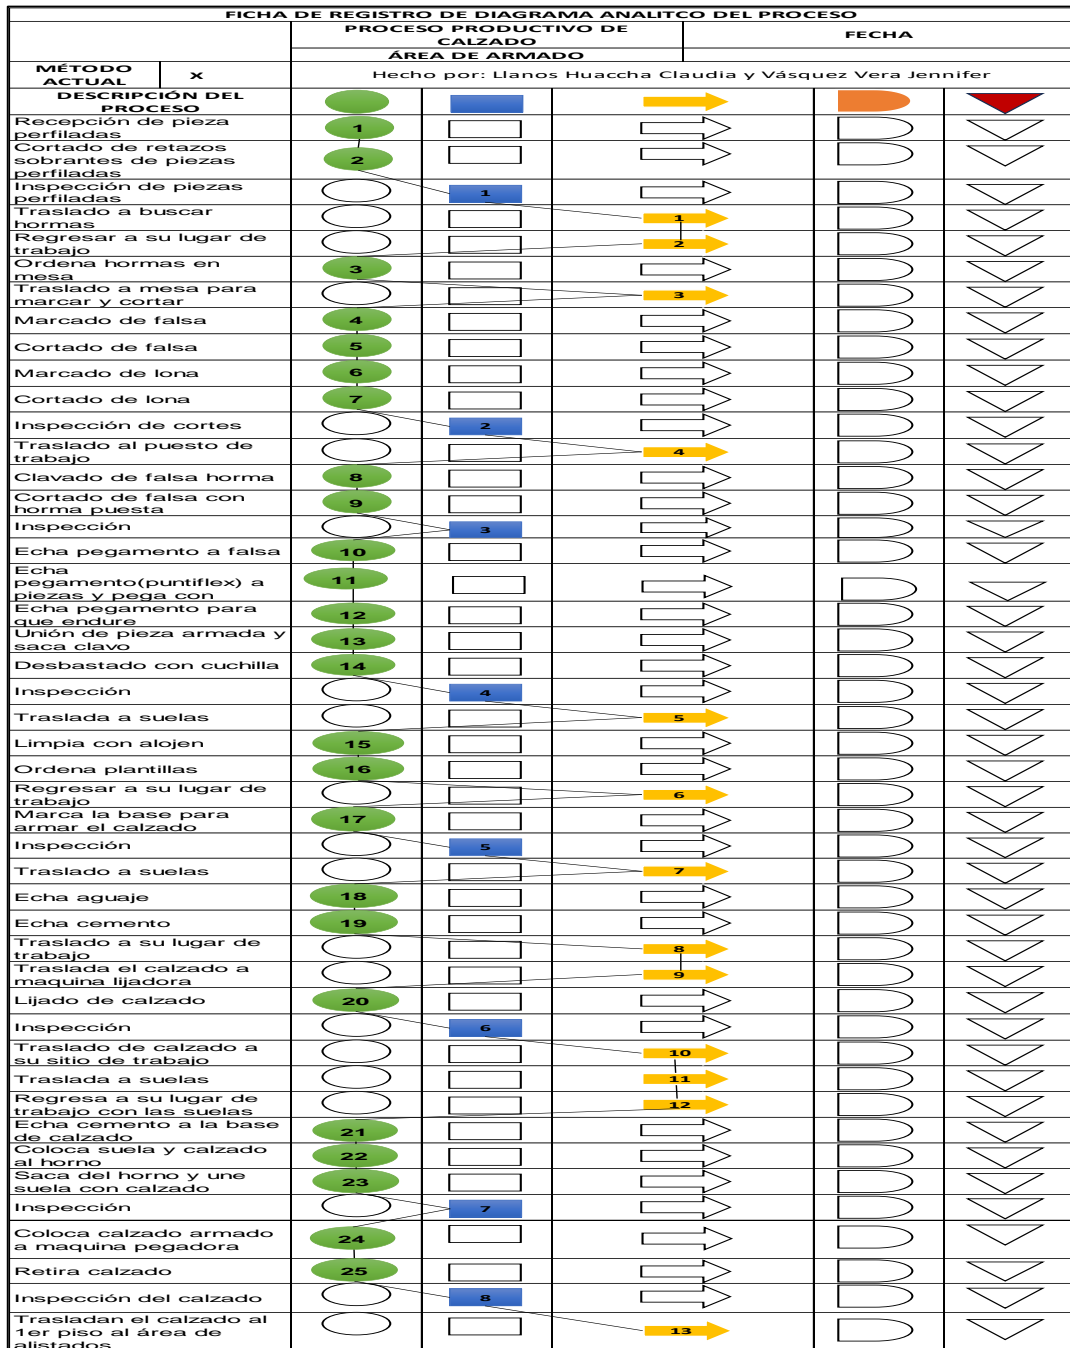 FICHA DE REGISTRO DE DIAGRAMA ANALITCO DEL PROCESO
PROCESO PRODUCTIVO DE
CALZADO
FECHA
ÁREA DE ARMADO
MÉTODO
ACTUAL
x
Hecho por: Llanos Huaccha Claudia y Vásquez Vera Jennifer
DESCRIPCIÓN DEL
PROCESO
Recepción de pieza
perfiladas
1
Cortado de retazos
sobrantes de piezas
perfiladas
2
Inspección de piezas
perfiladas
1
Traslado a buscar
hormas
1
Regresar a su lugar de
trabajo
2
Ordena hormas en
mesa
3
Traslado a mesa para
marcar y cortar
3
Marcado de falsa
4
Cortado de falsa
5
Marcado de lona
6
Cortado de lona
7
Inspección de cortes
2
Traslado al puesto de
trabajo
4
Clavado de falsa horma
8
Cortado de falsa con
horma puesta
9
Inspección
3
Echa pegamento a falsa
10
Echa
pegamento(puntiflex) a
piezas y pega con
11
Echa pegamento para
que endure
12
Unión de pieza armada y
saca clavo
13
Desbastado con cuchilla
14
Inspección
4
Traslada a suelas
5
Limpia con alojen
15
Ordena plantillas
16
Regresar a su lugar de
trabajo
6
Marca la base para
armar el calzado
17
Inspección
5
Traslado a suelas
7
Echa aguaje
18
Echa cemento
19
Traslado a su lugar de
trabajo
8
Traslada el calzado a
maquina lijadora
9
Lijado de calzado
20
Inspección
6
Traslado de calzado a
su sitio de trabajo
10
Traslada a suelas
11
Regresa a su lugar de
trabajo con las suelas
12
Echa cemento a la base
de calzado
21
Coloca suela y calzado
al horno
22
Saca del horno y une
suela con calzado
23
Inspección
7
Coloca calzado armado
a maquina pegadora
24
Retira calzado
25
Inspección del calzado
8
Trasladan el calzado al
1er piso al área de
alistados
13